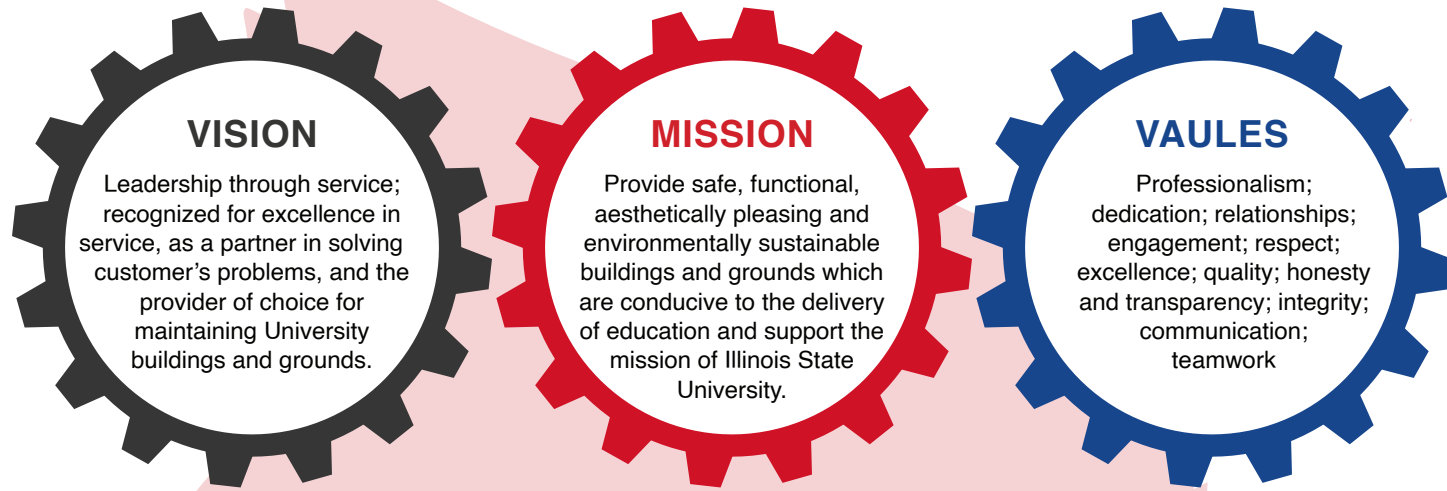 VISION
Leadership through service;
recognized for excellence in
service, as a partner in solving
customer’s problems, and the
provider of choice for
maintaining University
buildings and grounds.
MISSION
Provide safe, functional,
aesthetically pleasing and
environmentally sustainable
buildings and grounds which
are conducive to the delivery
of education and support the
mission of Illinois State
University.
VAULES
Professionalism;
dedication; relationships;
engagement; respect;
excellence; quality; honesty
and transparency; integrity;
communication;
teamwork